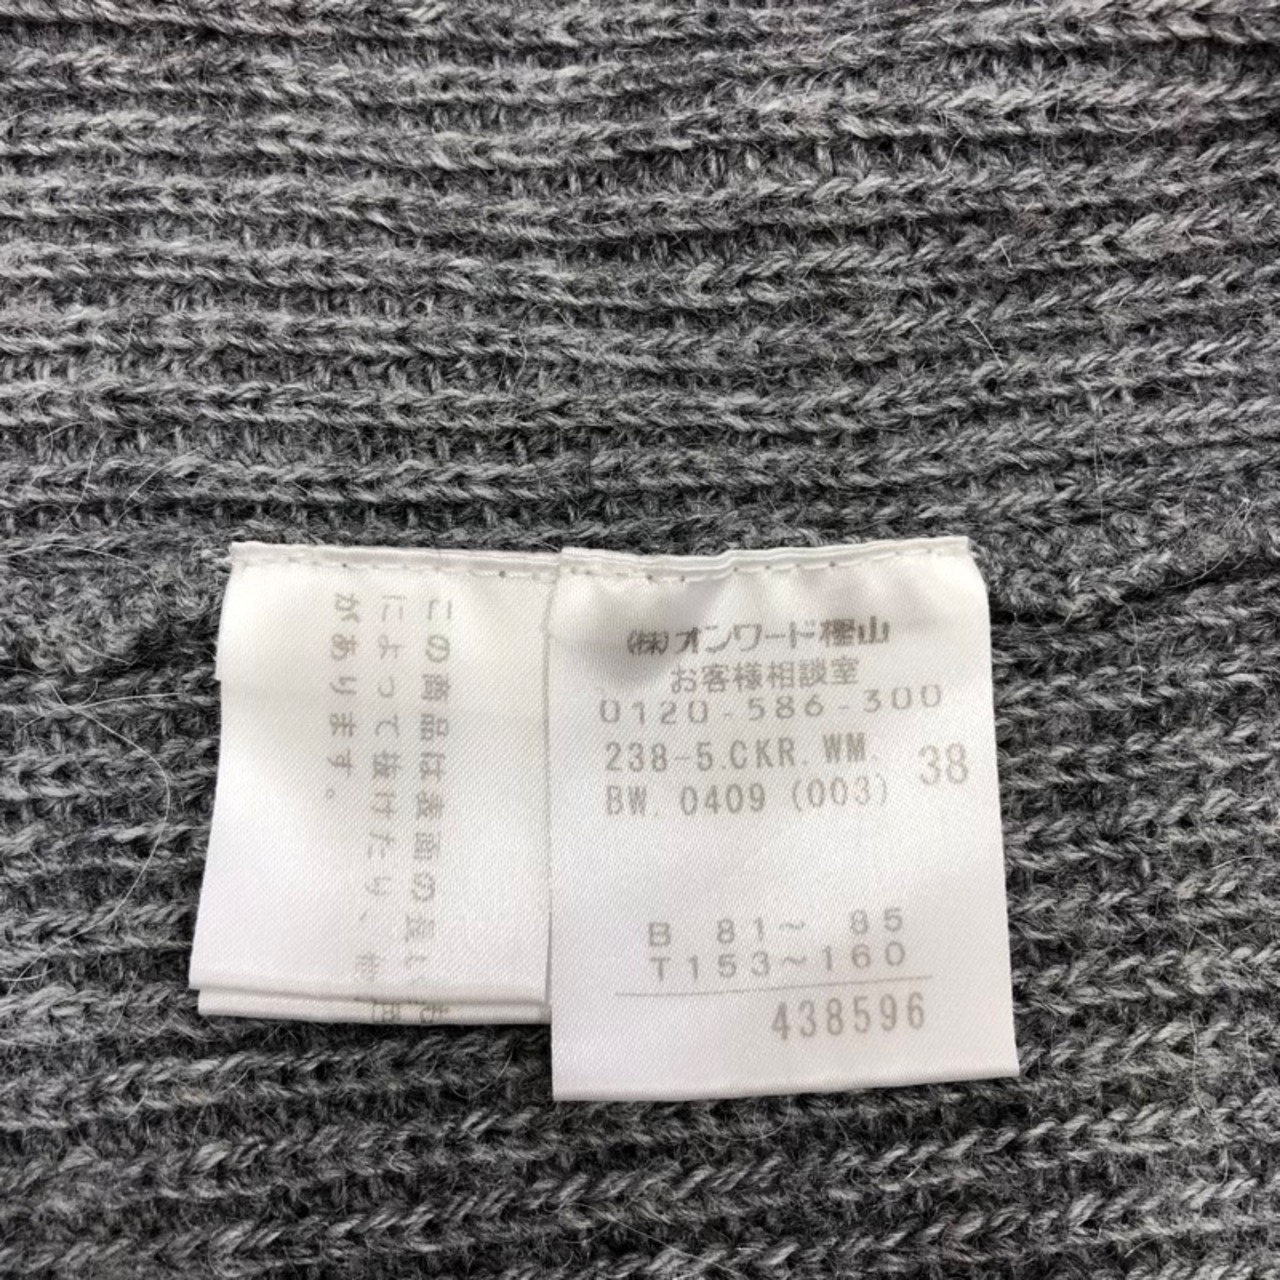 この商品は表面の長い
によって抜けたり、
があります。
(株)オンワード樫山
お客様相談室
0120-586-300
238-5.CKR.WM.
38
BW. 0409 (003)
B 81～ 85
T153～160
438596